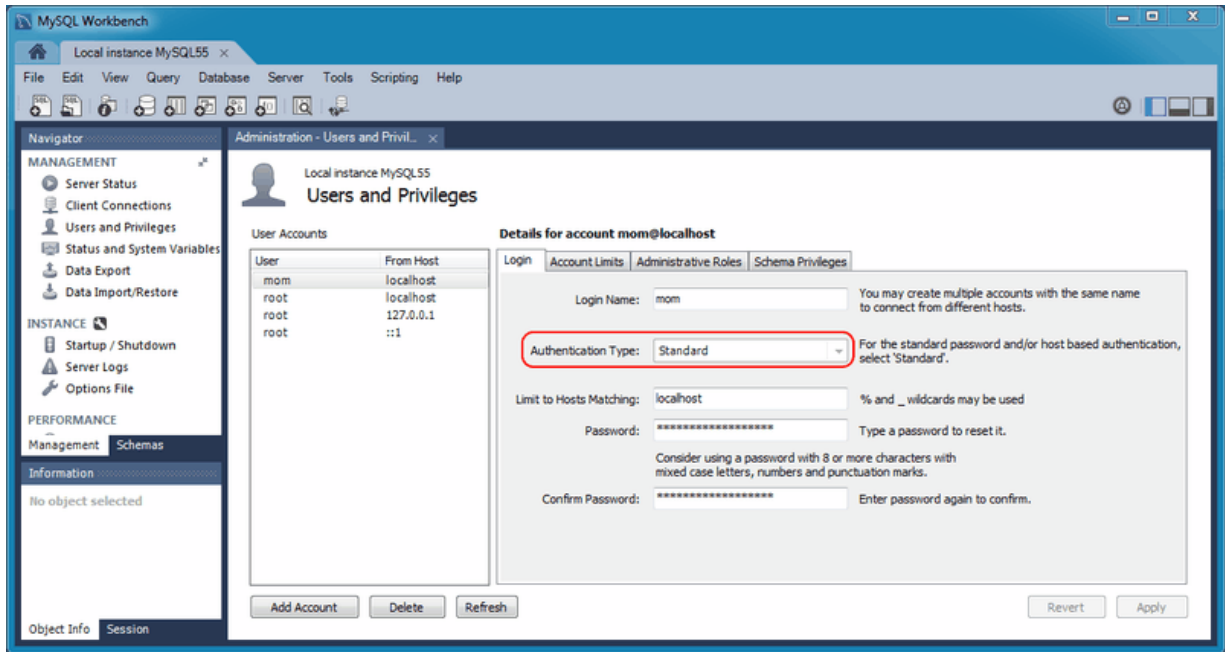 MySQL Workbench
Local instance MySQL55
File Edit View Query Database Server Tools Scripting Help
Navigator
MANAGEMENT
Server Status
Client Connections
Users and Privileges
Status and System Variables
Data Export
Data Import/Restore
INSTANCE
Startup / Shutdown
Server Logs
Options File
PERFORMANCE
Management Schemas
Information
No object selected
Object Info Session
Administration - Users and Privil...
Local instance MySQL55
Users and Privileges
User Accounts
User From Host
mom localhost
root localhost
root 127.0.0.1
root ::1
Add Account Delete Refresh
Details for account mom@localhost
Login Account Limits Administrative Roles Schema Privileges
Login Name: mom
You may create multiple accounts with the same name
to connect from different hosts.
Authentication Type: Standard
For the standard password and/or host based authentication,
select 'Standard'.
Limit to Hosts Matching: localhost % and _ wildcards may be used
Password: ****************** Type a password to reset it.
Consider using a password with 8 or more characters with
mixed case letters, numbers and punctuation marks.
Confirm Password: ****************** Enter password again to confirm.
Revert Apply